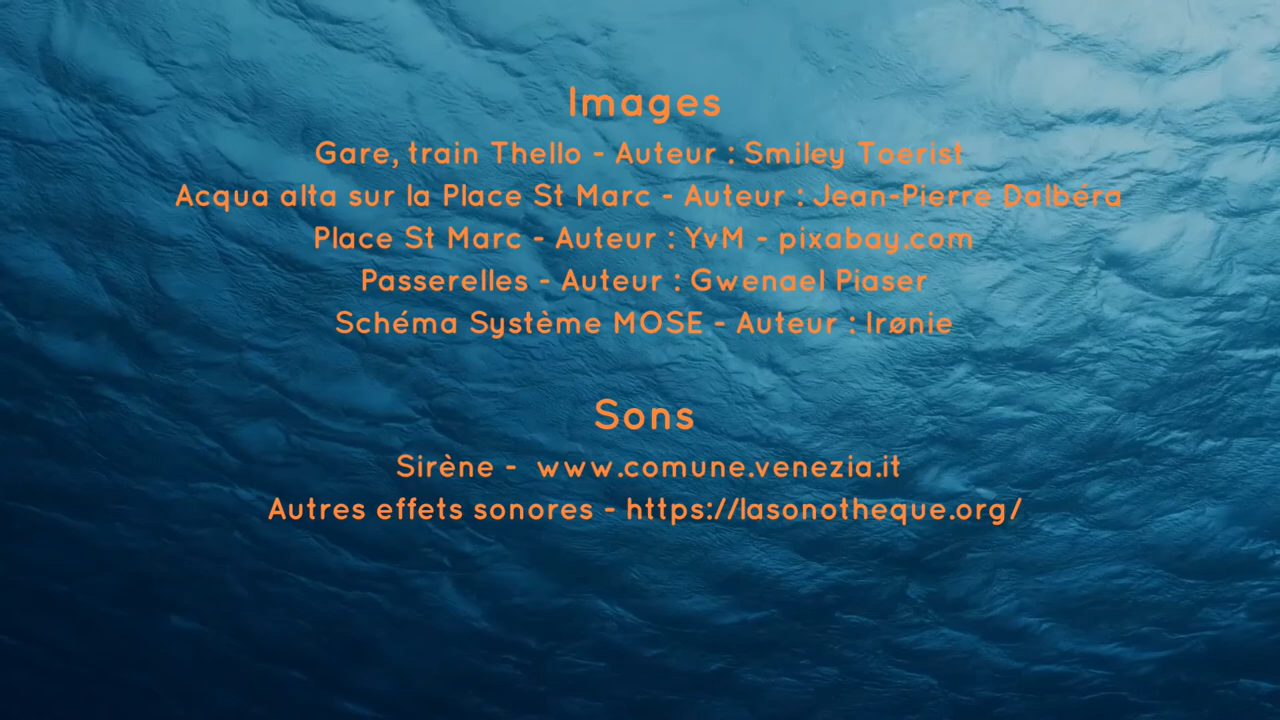 Images
Gare, train Thello - Auteur : Smiley Toerist
Acqua alta sur la Place St Marc - Auteur : Jean-Pierre Dalbéra
Place St Marc - Auteur : YvM - pixabay.com
Passerelles - Auteur : Gwenael Piaser
Schéma Système MOSE - Auteur : Irønie
Sons
Sirène - www.comune.venezia.it
Autres effets sonores - https://lasonotheque.org/